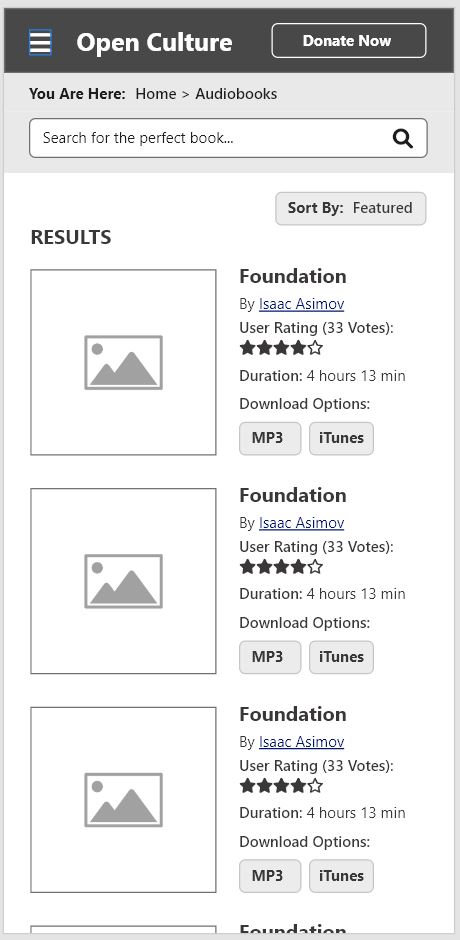 Open Culture
Donate Now
You Are Here: Home > Audiobooks
Search for the perfect book...
Sort By: Featured
RESULTS
Foundation
By Isaac Asimov
User Rating (33 Votes):
Duration: 4 hours 13 min
Download Options:
MP3 iTunes
Foundation
By Isaac Asimov
User Rating (33 Votes):
Duration: 4 hours 13 min
Download Options:
MP3 iTunes
Foundation
By Isaac Asimov
User Rating (33 Votes):
Duration: 4 hours 13 min
Download Options:
MP3 iTunes
Foundation